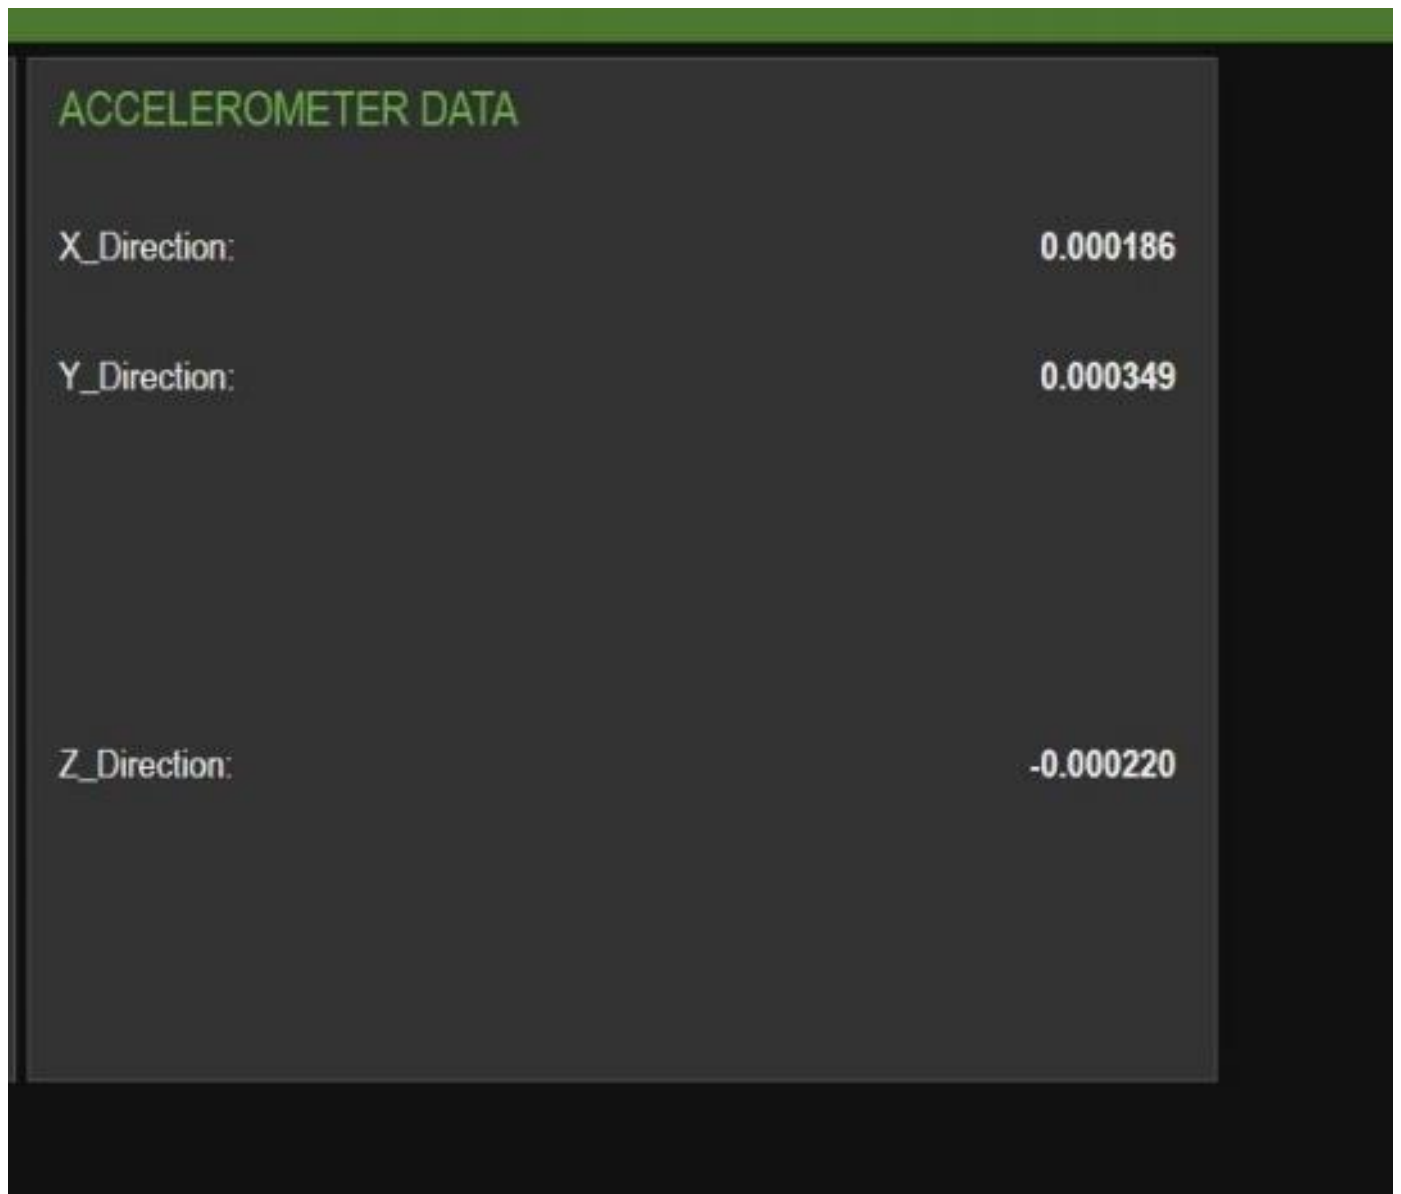 ACCELEROMETER DATA
X_Direction: 0.000186
Y_Direction: 0.000349
Z_Direction: -0.000220